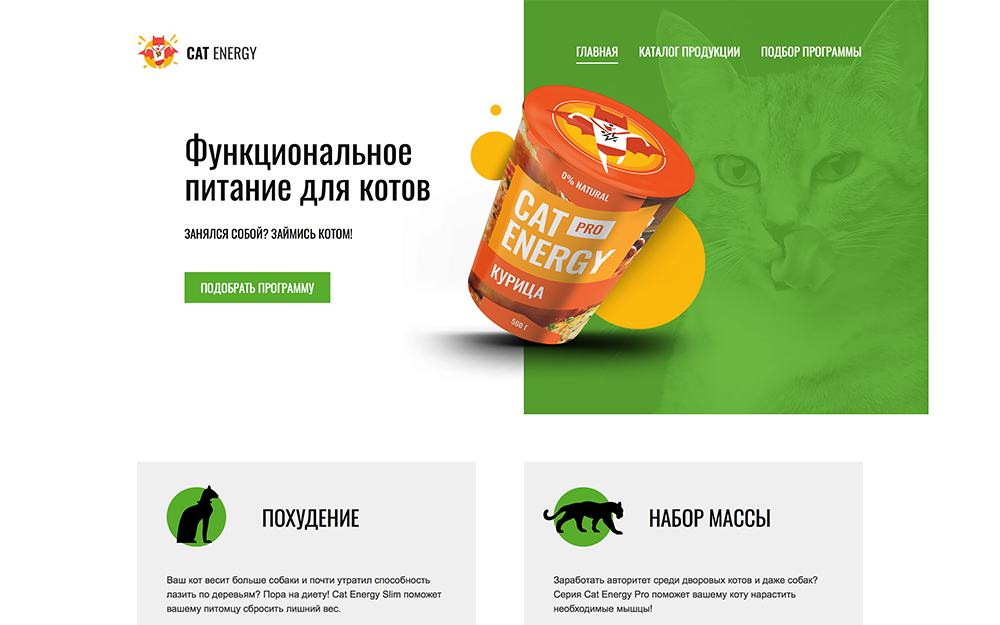 CAT ENERGY
ГЛАВНАЯ КАТАЛОГ ПРОДУКЦИИ ПОДБОР ПРОГРАММЫ
Функциональное
питание для котов
ЗАНЯЛСЯ СОБОЙ? ЗАЙМИСЬ КОТОМ!
ПОДОБРАТЬ ПРОГРАММУ
0% NATURAL
CAT PRO
ENERGY
КУРИЦА
500 Г
ПОХУДЕНИЕ
Ваш кот весит больше собаки и почти утратил способность
лазить по деревьям? Пора на диету! Cat Energy Slim поможет
вашему питомцу сбросить лишний вес.
НАБОР МАССЫ
Заработать авторитет среди дворовых котов и даже собак?
Серия Cat Energy Pro поможет вашему коту нарастить
необходимые мышцы!